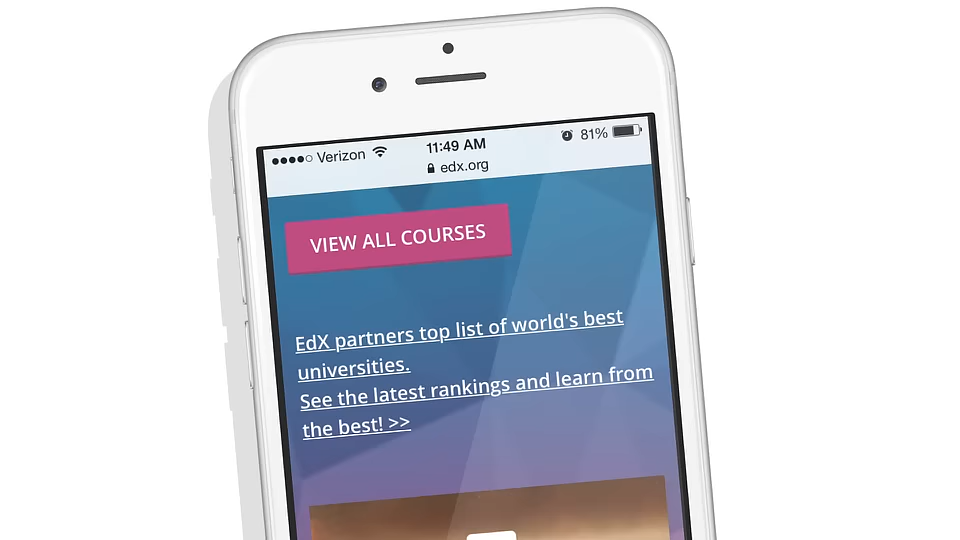 Verizon 11:49 AM 81%
edx.org
VIEW ALL COURSES
EdX partners top list of world's best
universities.
See the latest rankings and learn from
the best! >>